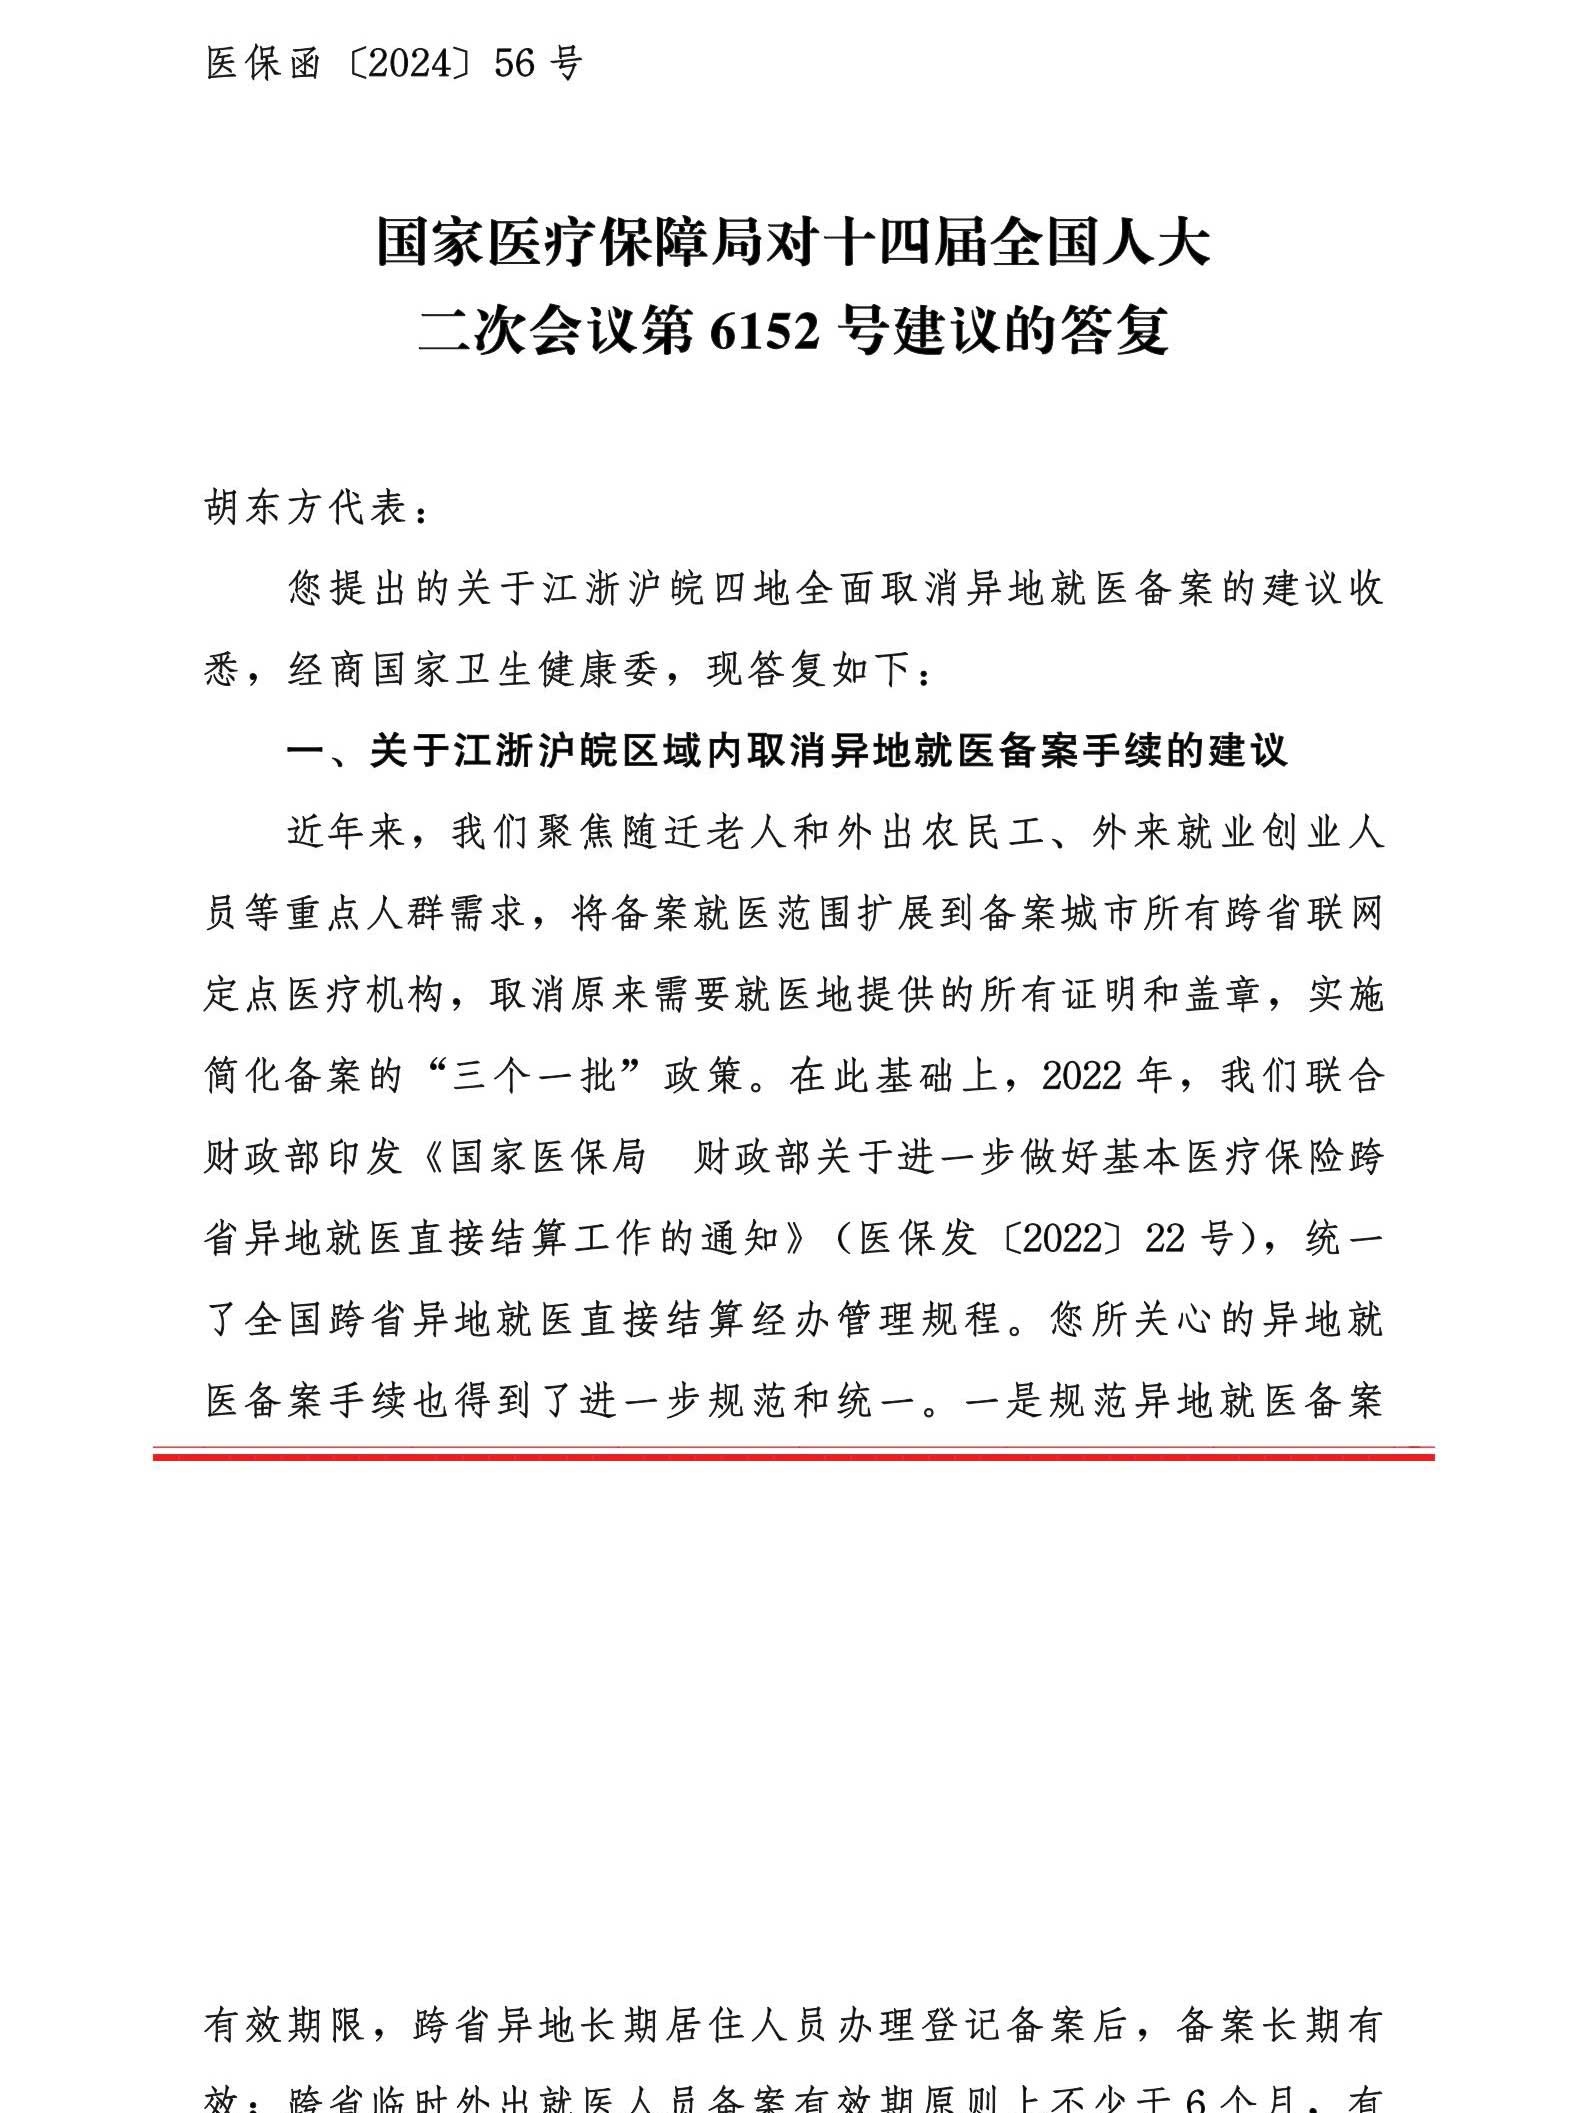 医保函〔2024〕56 号
国家医疗保障局对十四届全国人大
二次会议第 6152 号建议的答复
胡东方代表：
您提出的关于江浙沪皖四地全面取消异地就医备案的建议收
悉，经商国家卫生健康委，现答复如下：
一、关于江浙沪皖区域内取消异地就医备案手续的建议
近年来，我们聚焦随迁老人和外出农民工、外来就业创业人
员等重点人群需求，将备案就医范围扩展到备案城市所有跨省联网
定点医疗机构，取消原来需要就医地提供的所有证明和盖章，实施
简化备案的“三个一批”政策。在此基础上，2022 年，我们联合
财政部印发《国家医保局　财政部关于进一步做好基本医疗保险跨
省异地就医直接结算工作的通知》（医保发〔2022〕22 号），统一
了全国跨省异地就医直接结算经办管理规程。您所关心的异地就
医备案手续也得到了进一步规范和统一。一是规范异地就医备案
有效期限，跨省异地长期居住人员办理登记备案后，备案长期有
效；跨省临时外出就医人员备案有效期原则上不少于 6 个月，有